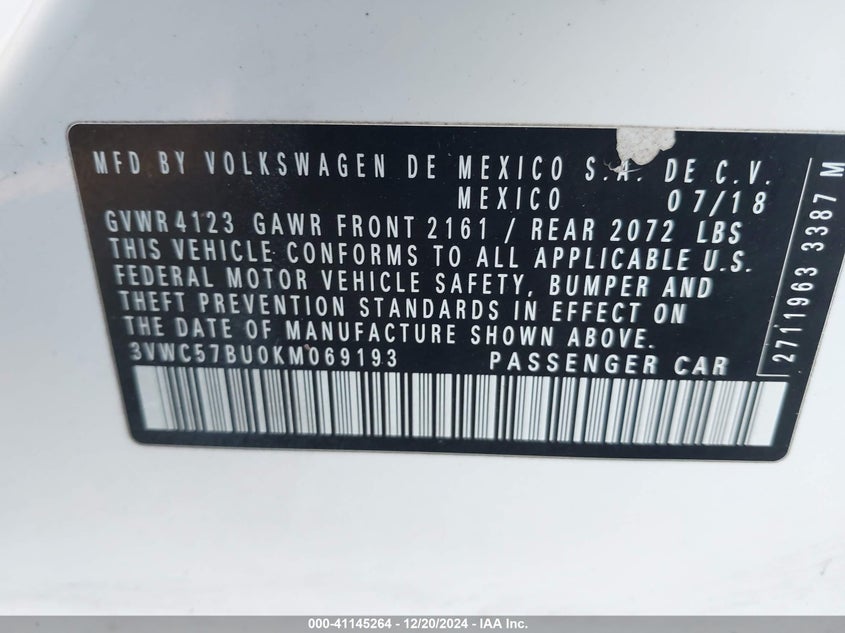 MFD BY VOLKSWAGEN DE MEXICO S.A. DE C.V.
MEXICO 07/18
GVWR 4123 GAWR FRONT 2161 / REAR 2072 LBS
THIS VEHICLE CONFORMS TO ALL APPLICABLE U.S.
FEDERAL MOTOR VEHICLE SAFETY, BUMPER AND
THEFT PREVENTION STANDARDS IN EFFECT ON
THE DATE OF MANUFACTURE SHOWN ABOVE.
3VWC57BU0KM069193 PASSENGER CAR
2711963 3387 M
000-41145264 - 12/20/2024 - IAA Inc.